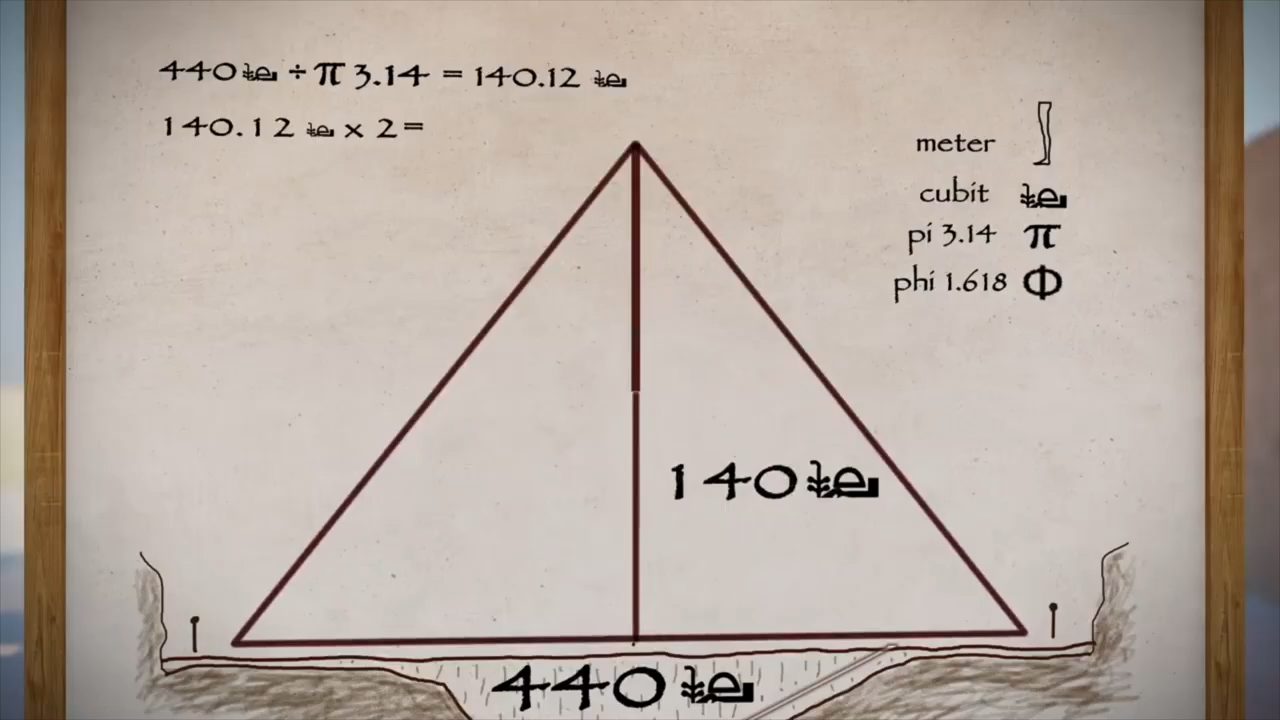 440 ÷ π 3.14 = 140.12
140.12 x 2=
meter
cubit
pi 3.14 π
phi 1.618 Φ
140
440